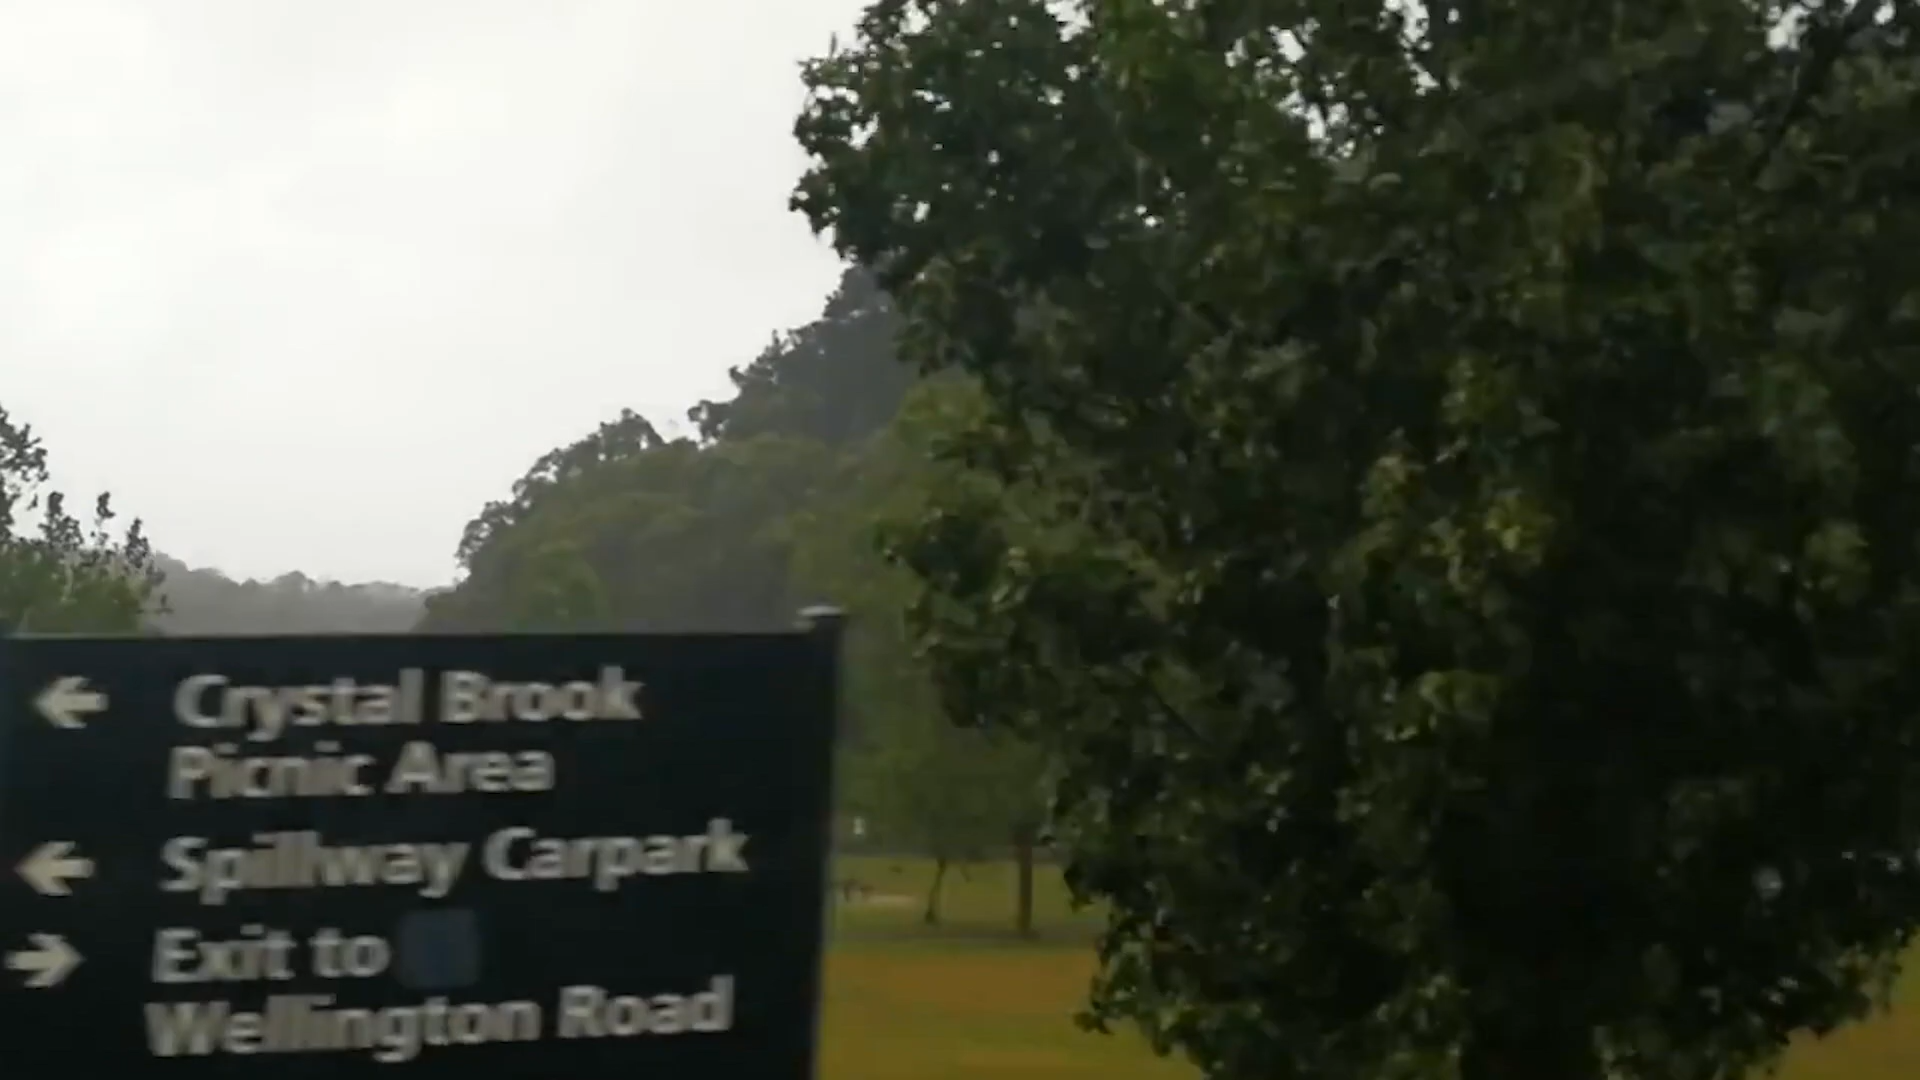 ← Crystal Brook
Picnic Area
← Spillway Carpark
→ Exit to
Wellington Road